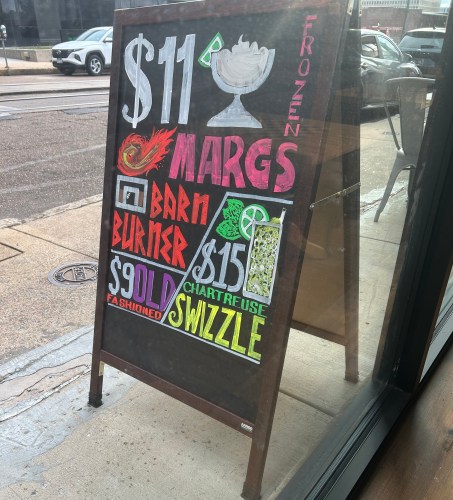 $11
FROZEN
MARGS
BARN
BURNER
$9 OLD
FASHIONED
$15
CHARTREUSE
SWIZZLE